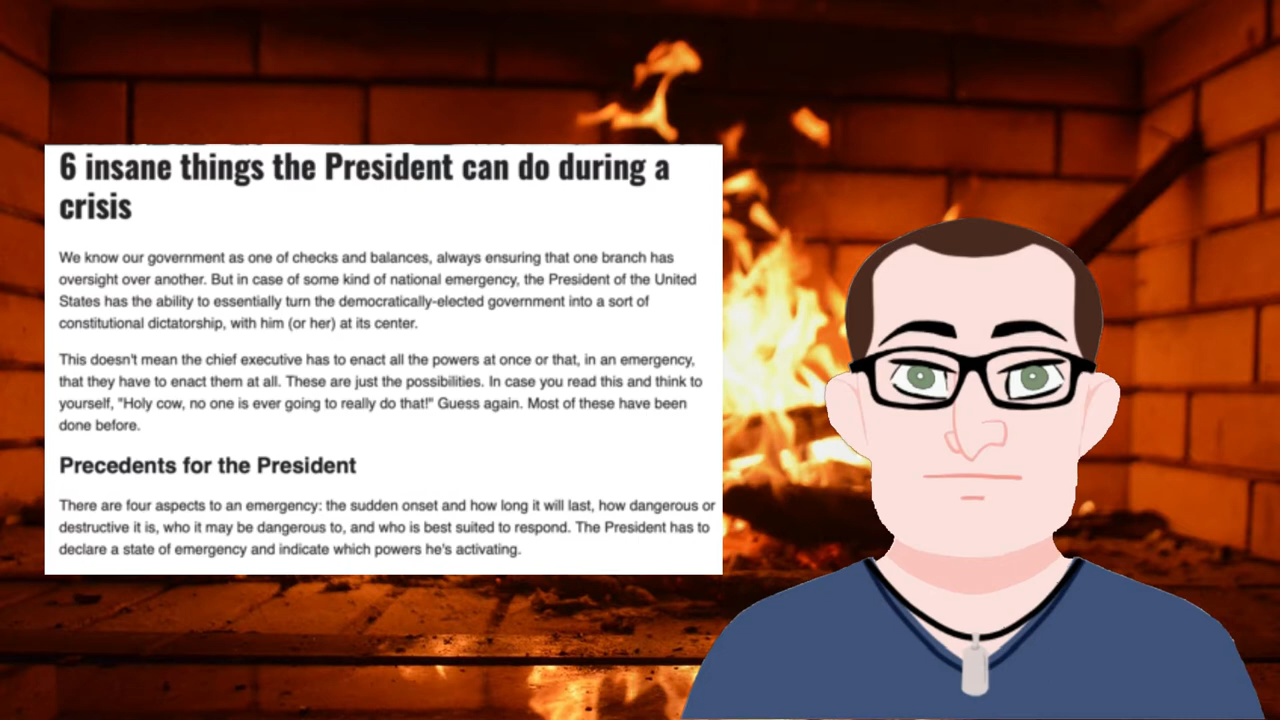 6 insane things the President can do during a
crisis
We know our government as one of checks and balances, always ensuring that one branch has
oversight over another. But in case of some kind of national emergency, the President of the United
States has the ability to essentially turn the democratically-elected government into a sort of
constitutional dictatorship, with him (or her) at its center.
This doesn't mean the chief executive has to enact all the powers at once or that, in an emergency,
that they have to enact them at all. These are just the possibilities. In case you read this and think to
yourself, "Holy cow, no one is ever going to really do that!" Guess again. Most of these have been
done before.
Precedents for the President
There are four aspects to an emergency: the sudden onset and how long it will last, how dangerous or
destructive it is, who it may be dangerous to, and who is best suited to respond. The President has to
declare a state of emergency and indicate which powers he's activating.